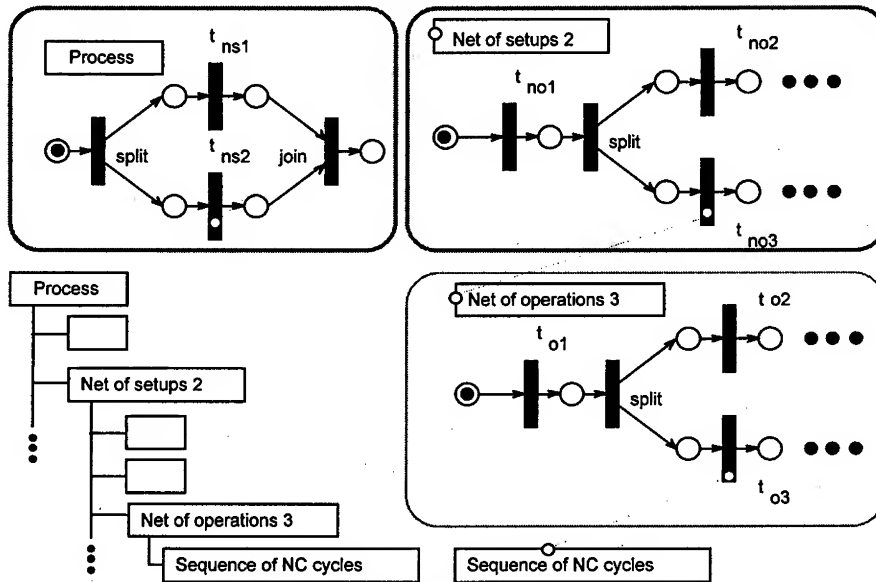 Process
t ns1
split
t ns2
join
Net of setups 2
t no1
split
t no2
t no3
Process
Net of setups 2
Net of operations 3
Sequence of NC cycles
Net of operations 3
t o1
split
t o2
t o3
Sequence of NC cycles